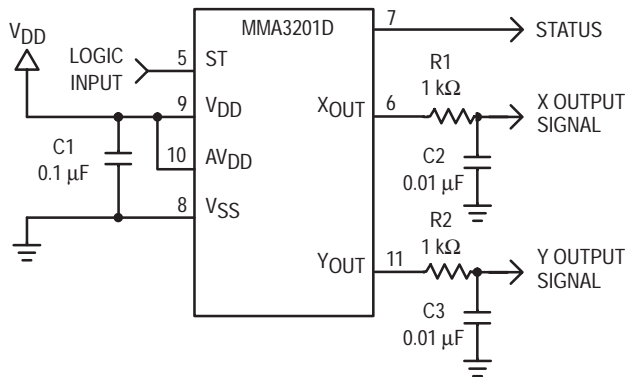 VDD
LOGIC
INPUT
5
ST
MMA3201D
7
STATUS
R1
1 kΩ
9
VDD
XOUT
6
X OUTPUT
SIGNAL
C1
0.1 µF
10
AVDD
C2
0.01 µF
8
VSS
R2
1 kΩ
YOUT
11
Y OUTPUT
SIGNAL
C3
0.01 µF